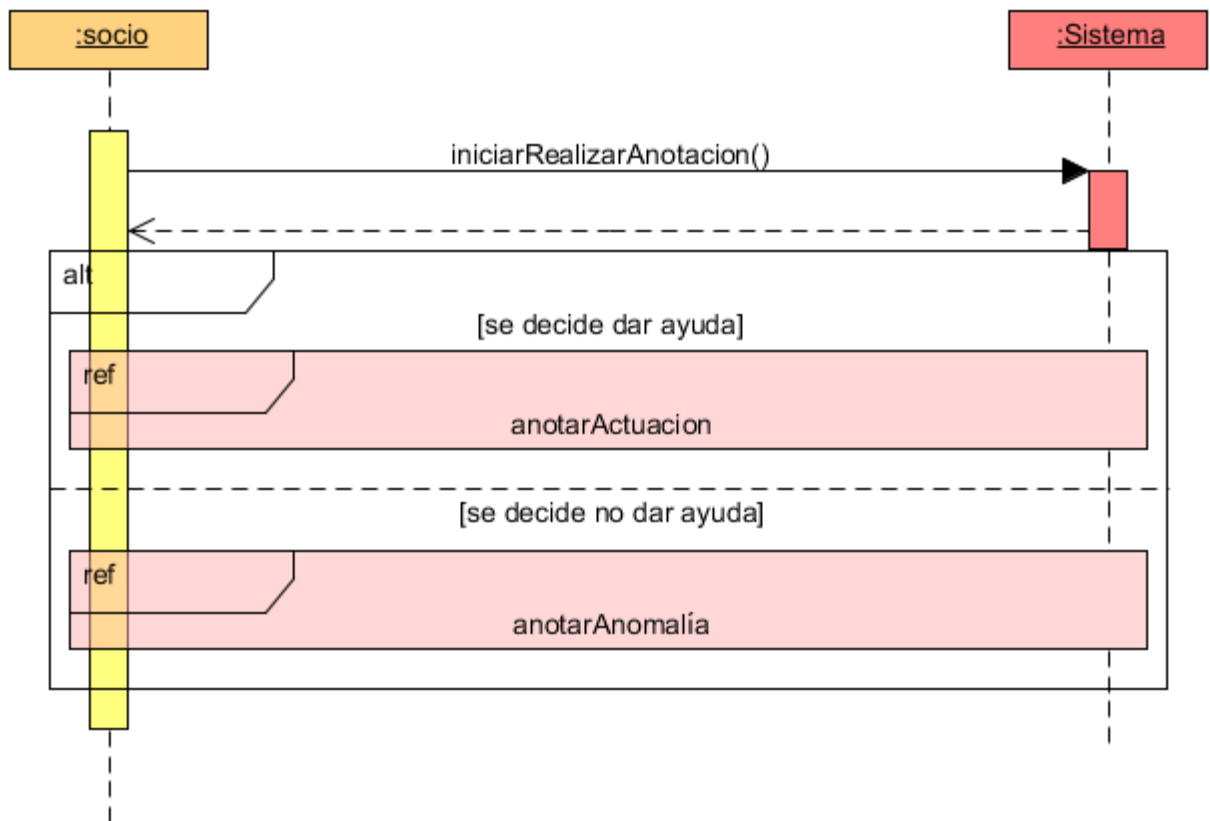 :socio
:Sistema
iniciarRealizarAnotacion()
alt
[se decide dar ayuda]
ref
anotarActuacion
[se decide no dar ayuda]
ref
anotarAnomalía